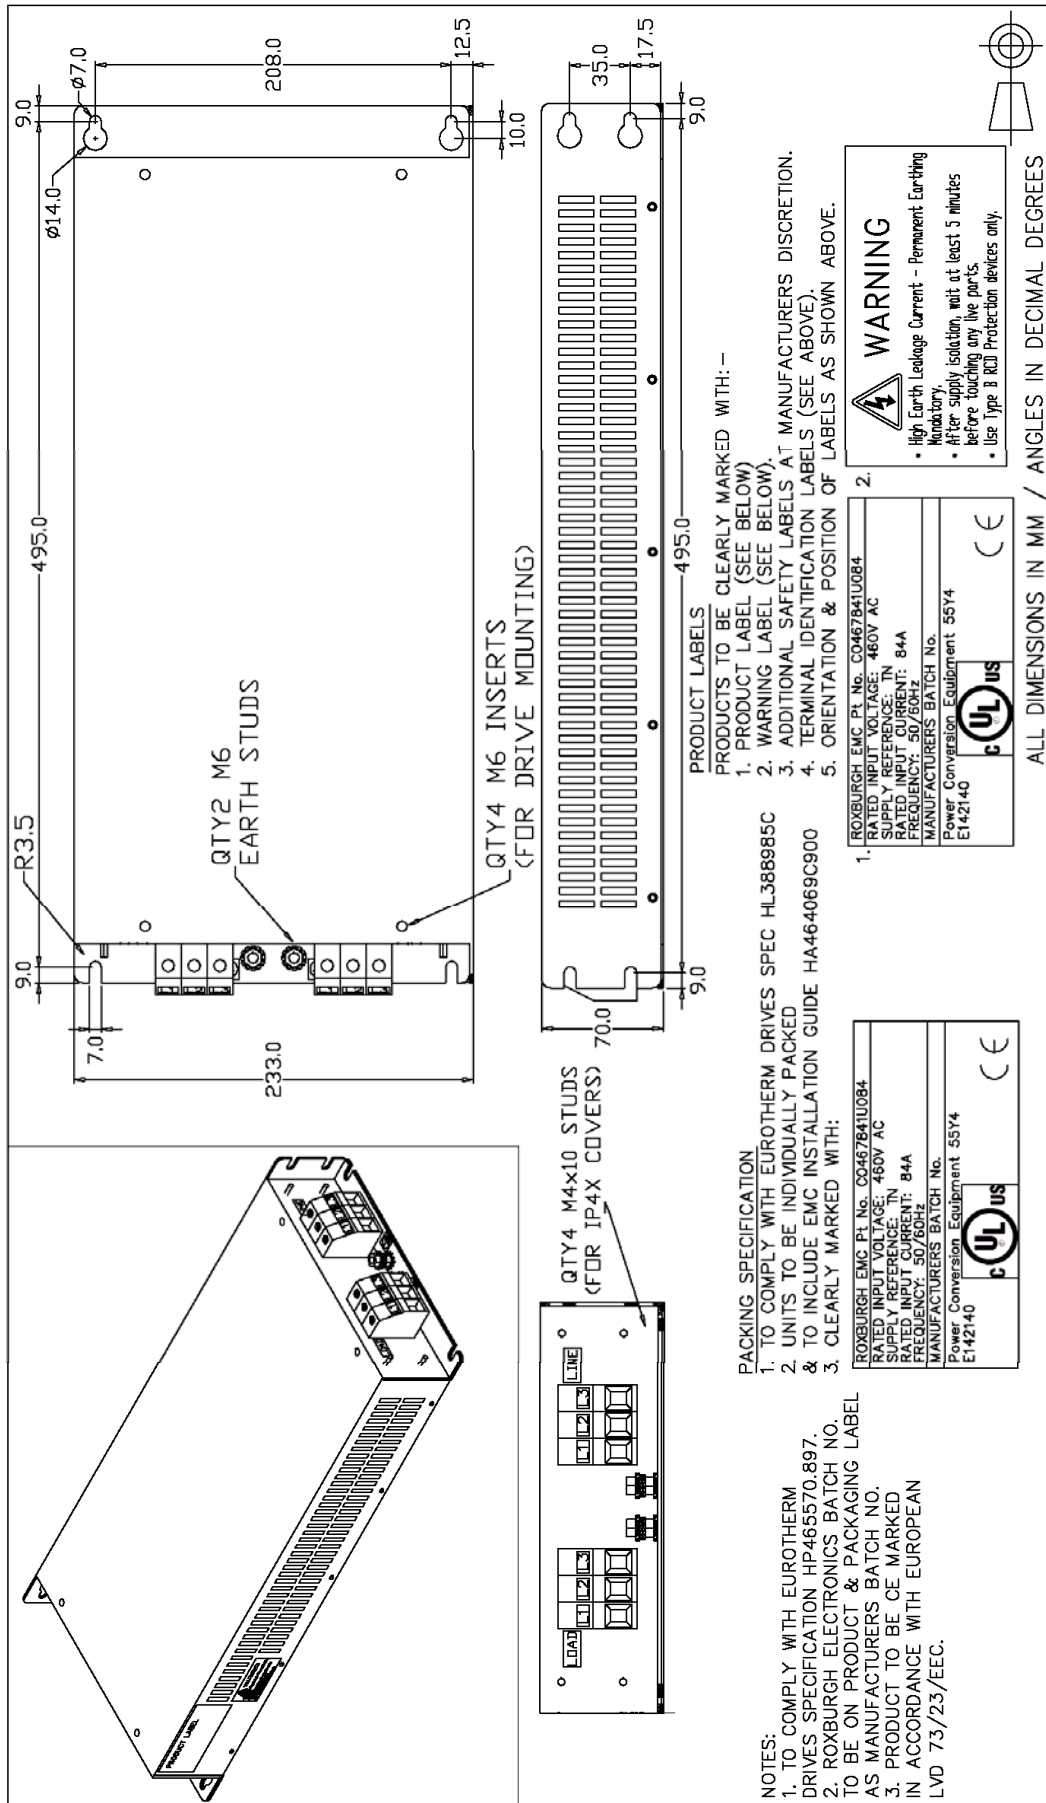 9.0
495.0
9.0
ø7.0
ø14.0
R3.5
7.0
233.0
208.0
12.5
10.0
QTY2 M6
EARTH STUDS
QTY4 M6 INSERTS
(FOR DRIVE MOUNTING)
35.0
17.5
70.0
9.0
495.0
9.0
PRODUCT LABEL
QTY4 M4x10 STUDS
(FOR IP4X COVERS)
LOAD
L1 L2 L3
L1 L2 L3
LINE
NOTES:
1. TO COMPLY WITH EUROTHERM
DRIVES SPECIFICATION HP465570.897.
2. ROXBURGH ELECTRONICS BATCH NO.
TO BE ON PRODUCT & PACKAGING LABEL
AS MANUFACTURERS BATCH NO.
3. PRODUCT TO BE CE MARKED
IN ACCORDANCE WITH EUROPEAN
LVD 73/23/EEC.
PACKING SPECIFICATION
1. TO COMPLY WITH EUROTHERM DRIVES SPEC HL388985C
2. UNITS TO BE INDIVIDUALLY PACKED
& TO INCLUDE EMC INSTALLATION GUIDE HA464069C900
3. CLEARLY MARKED WITH:
ROXBURGH EMC Pt No. CO467841U084
RATED INPUT VOLTAGE: 460V AC
SUPPLY REFERENCE: TN
RATED INPUT CURRENT: 84A
FREQUENCY: 50/60Hz
MANUFACTURERS BATCH No.
Power Conversion Equipment 55Y4
E142140
C UL US
CE
PRODUCT LABELS
PRODUCTS TO BE CLEARLY MARKED WITH:-
1. PRODUCT LABEL (SEE BELOW)
2. WARNING LABEL (SEE BELOW).
3. ADDITIONAL SAFETY LABELS AT MANUFACTURERS DISCRETION.
4. TERMINAL IDENTIFICATION LABELS (SEE ABOVE).
5. ORIENTATION & POSITION OF LABELS AS SHOWN ABOVE.
1.
ROXBURGH EMC Pt No. CO467841U084
RATED INPUT VOLTAGE: 460V AC
SUPPLY REFERENCE: TN
RATED INPUT CURRENT: 84A
FREQUENCY: 50/60Hz
MANUFACTURERS BATCH No.
Power Conversion Equipment 55Y4
E142140
C UL US
CE
2.
WARNING
• High Earth Leakage Current - Permanent Earthing
Mandatory.
• After supply isolation, wait at least 5 minutes
before touching any live parts.
• Use Type B RCD Protection devices only.
ALL DIMENSIONS IN MM / ANGLES IN DECIMAL DEGREES